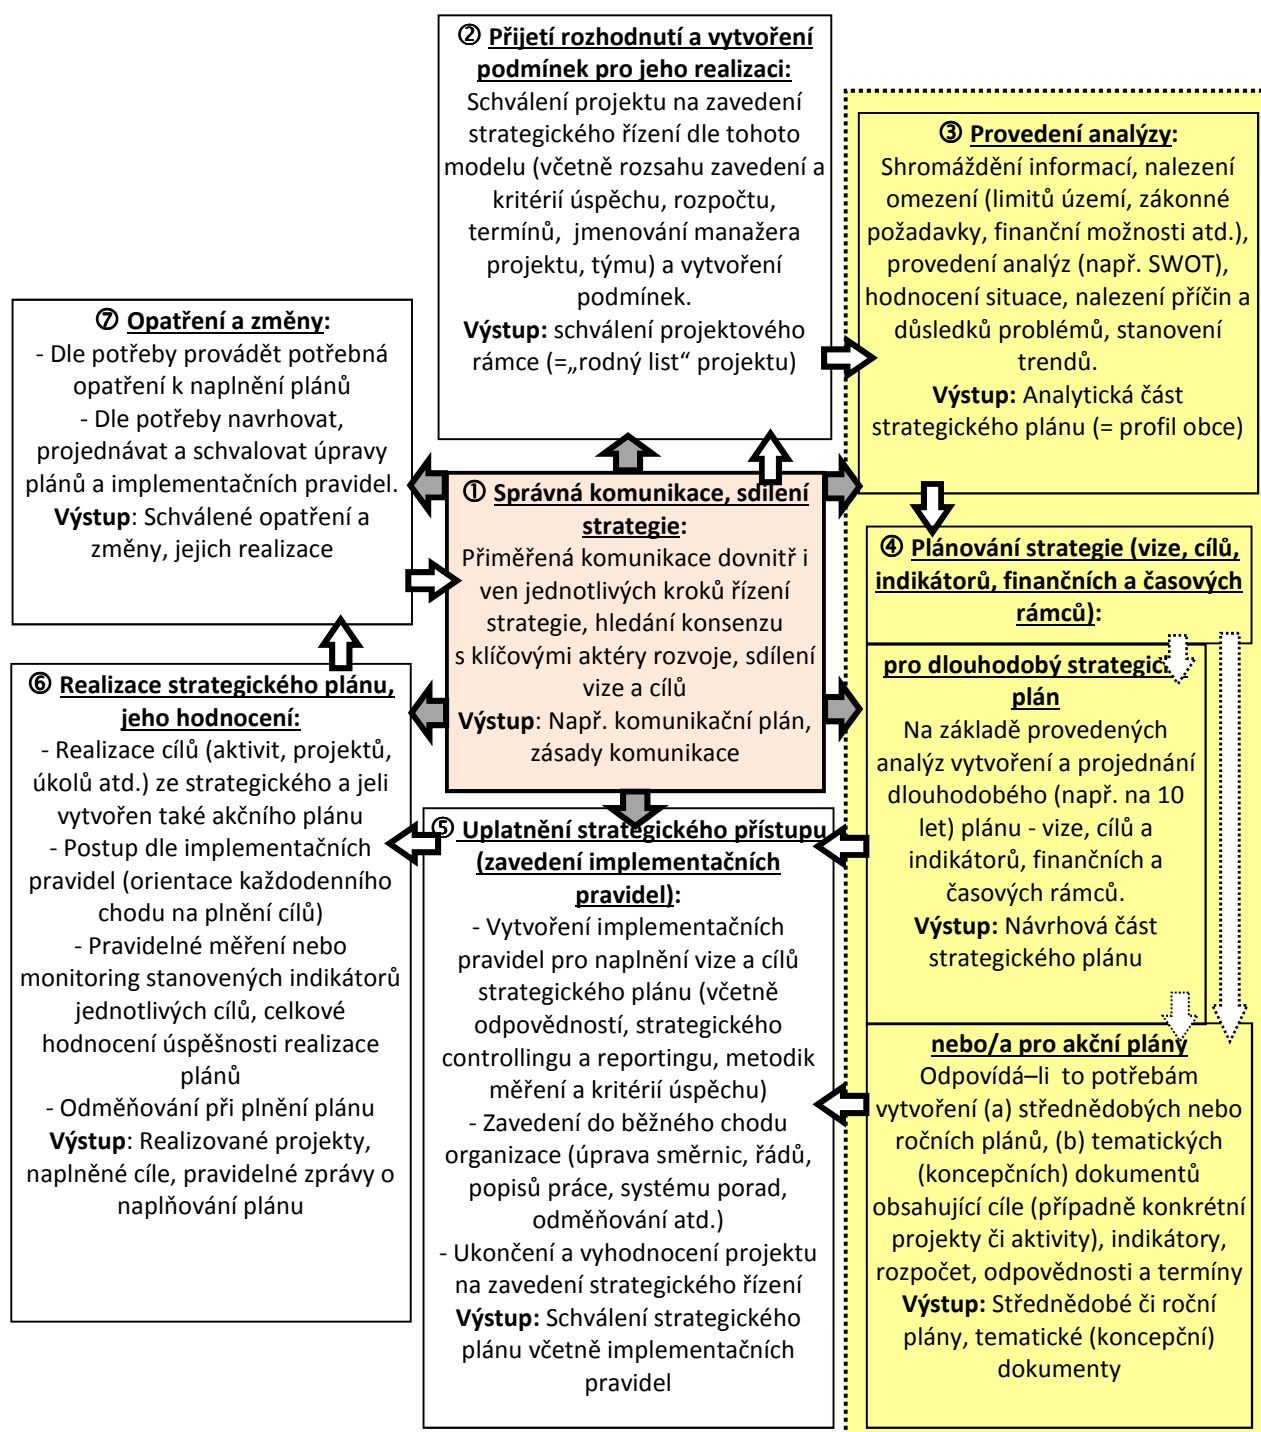 ② Přijetí rozhodnutí a vytvoření
podmínek pro jeho realizaci:
Schválení projektu na zavedení
strategického řízení dle tohoto
modelu (včetně rozsahu zavedení a
kritérií úspěchu, rozpočtu,
termínů, jmenování manažera
projektu, týmu) a vytvoření
podmínek.
Výstup: schválení projektového
rámce (=„rodný list“ projektu)
③ Provedení analýzy:
Shromáždění informací, nalezení
omezení (limitů území, zákonné
požadavky, finanční možnosti atd.),
provedení analýz (např. SWOT),
hodnocení situace, nalezení příčin a
důsledků problémů, stanovení
trendů.
Výstup: Analytická část
strategického plánu (= profil obce)
⑦ Opatření a změny:
- Dle potřeby provádět potřebná
opatření k naplnění plánů
- Dle potřeby navrhovat,
projednávat a schvalovat úpravy
plánů a implementačních pravidel.
Výstup: Schválené opatření a
změny, jejich realizace
① Správná komunikace, sdílení
strategie:
Přiměřená komunikace dovnitř i
ven jednotlivých kroků řízení
strategie, hledání konsenzu
s klíčovými aktéry rozvoje, sdílení
vize a cílů
Výstup: Např. komunikační plán,
zásady komunikace
④ Plánování strategie (vize, cílů,
indikátorů, finančních a časových
rámců):
pro dlouhodobý strategic
plán
Na základě provedených
analýz vytvoření a projednání
dlouhodobého (např. na 10
let) plánu - vize, cílů a
indikátorů, finančních a
časových rámců.
Výstup: Návrhová část
strategického plánu
nebo/a pro akční plány
Odpovídá–li to potřebám
vytvoření (a) střednědobých nebo
ročních plánů, (b) tematických
(koncepčních) dokumentů
obsahující cíle (případně konkrétní
projekty či aktivity), indikátory,
rozpočet, odpovědnosti a termíny
Výstup: Střednědobé či roční
plány, tematické (koncepční)
dokumenty
⑥ Realizace strategického plánu,
jeho hodnocení:
- Realizace cílů (aktivit, projektů,
úkolů atd.) ze strategického a jeli
vytvořen také akčního plánu
- Postup dle implementačních
pravidel (orientace každodenního
chodu na plnění cílů)
- Pravidelné měření nebo
monitoring stanovených indikátorů
jednotlivých cílů, celkové
hodnocení úspěšnosti realizace
plánů
- Odměňování při plnění plánu
Výstup: Realizované projekty,
naplněné cíle, pravidelné zprávy o
naplňování plánu
⑤ Uplatnění strategického přístupu
(zavedení implementačních
pravidel):
- Vytvoření implementačních
pravidel pro naplnění vize a cílů
strategického plánu (včetně
odpovědností, strategického
controllingu a reportingu, metodik
měření a kritérií úspěchu)
- Zavedení do běžného chodu
organizace (úprava směrnic, řádů,
popisů práce, systému porad,
odměňování atd.)
- Ukončení a vyhodnocení projektu
na zavedení strategického řízení
Výstup: Schválení strategického
plánu včetně implementačních
pravidel